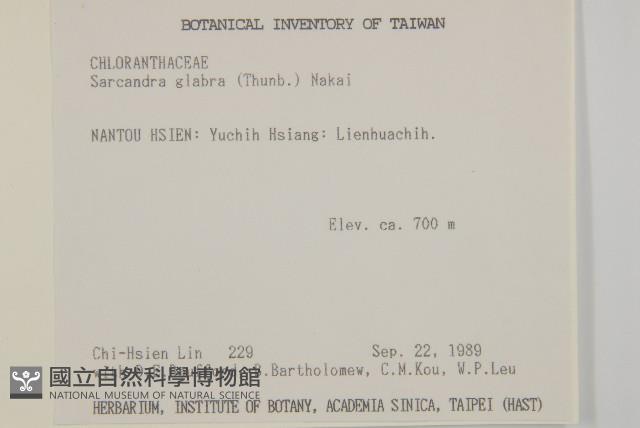 BOTANICAL INVENTORY OF TAIWAN
CHLORANTHACEAE
Sarcandra glabra (Thunb.) Nakai
NANTOU HSIEN: Yuchih Hsiang: Lienhuachih.
Elev. ca. 700 m
Chi-Hsien Lin 229 Sep. 22, 1989
with Bartholomew, C.M.Kou, W.P.Leu
國立自然科學博物館
NATIONAL MUSEUM OF NATURAL SCIENCE
HERBARIUM, INSTITUTE OF BOTANY, ACADEMIA SINICA, TAIPEI (HAST)